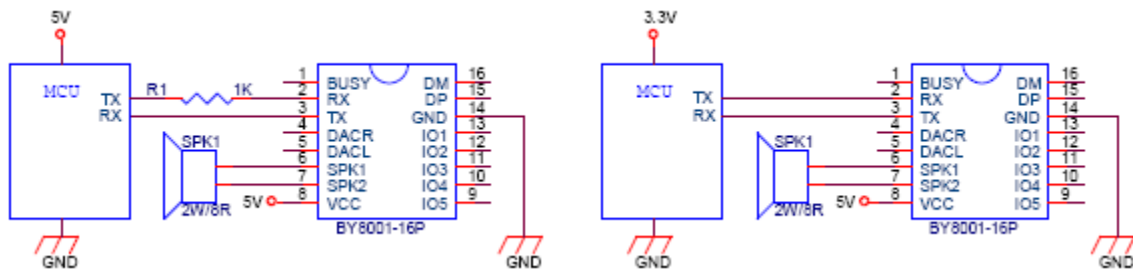 5V
MCU
TX
RX
R1
1K
1 BUSY DM 16
2 RX DP 15
3 TX GND 14
4 DACR IO1 13
5 DACL IO2 12
6 SPK1 IO3 11
7 SPK2 IO4 10
8 VCC IO5 9
SPK1
2W/8R
5V
BY8001-16P
GND
GND
3.3V
MCU
TX
RX
1 BUSY DM 16
2 RX DP 15
3 TX GND 14
4 DACR IO1 13
5 DACL IO2 12
6 SPK1 IO3 11
7 SPK2 IO4 10
8 VCC IO5 9
SPK1
2W/8R
5V
BY8001-16P
GND
GND